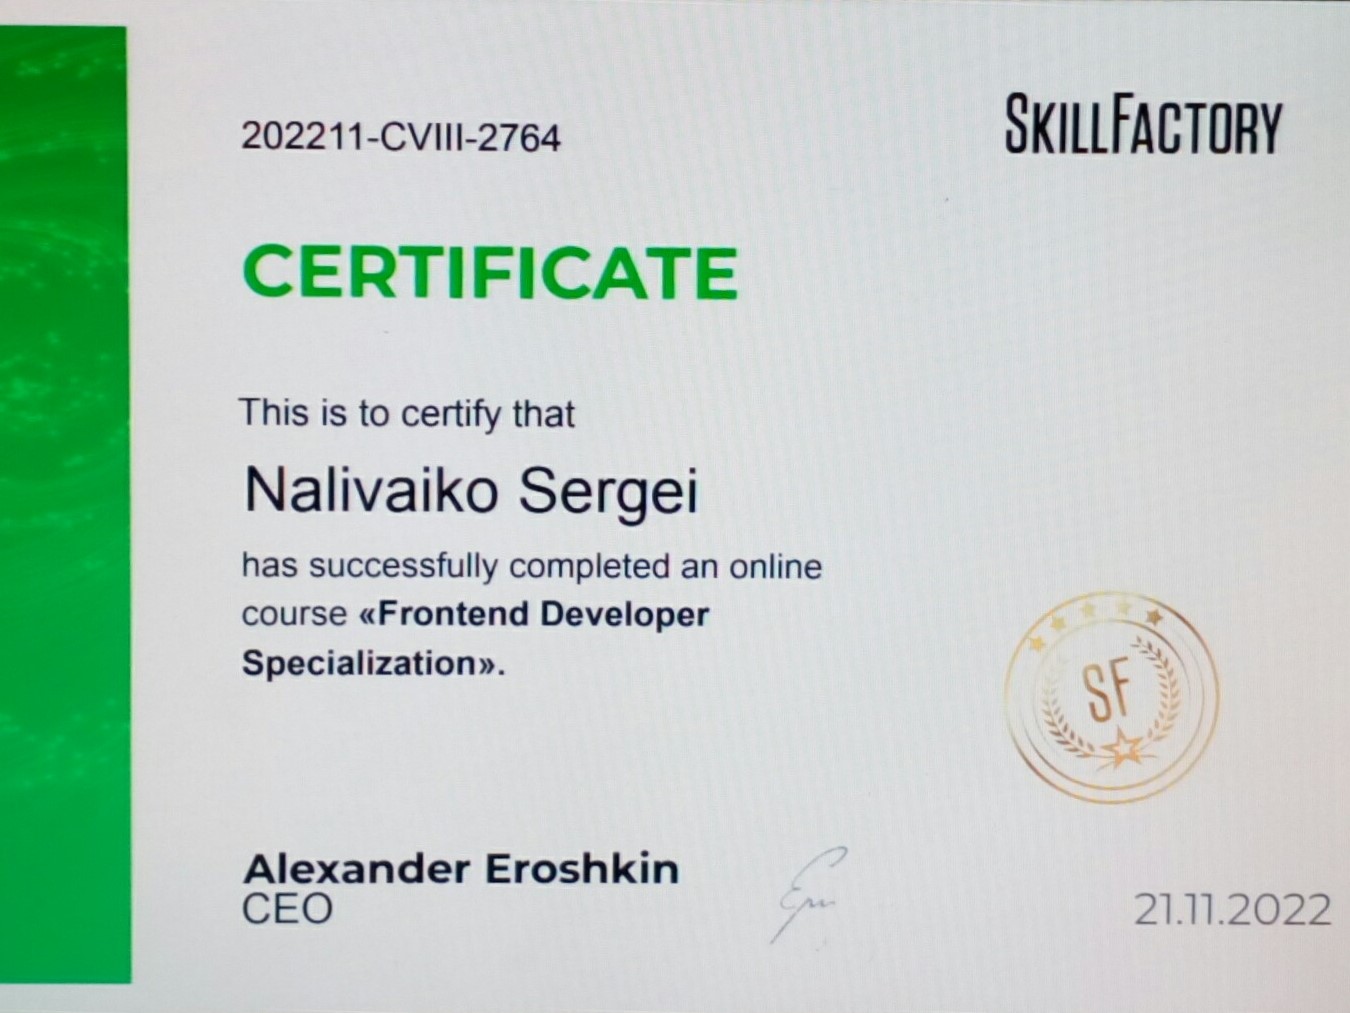 202211-CVIII-2764
SKILLFACTORY
CERTIFICATE
This is to certify that
Nalivaiko Sergei
has successfully completed an online
course «Frontend Developer
Specialization».
SF
Alexander Eroshkin
CEO
21.11.2022